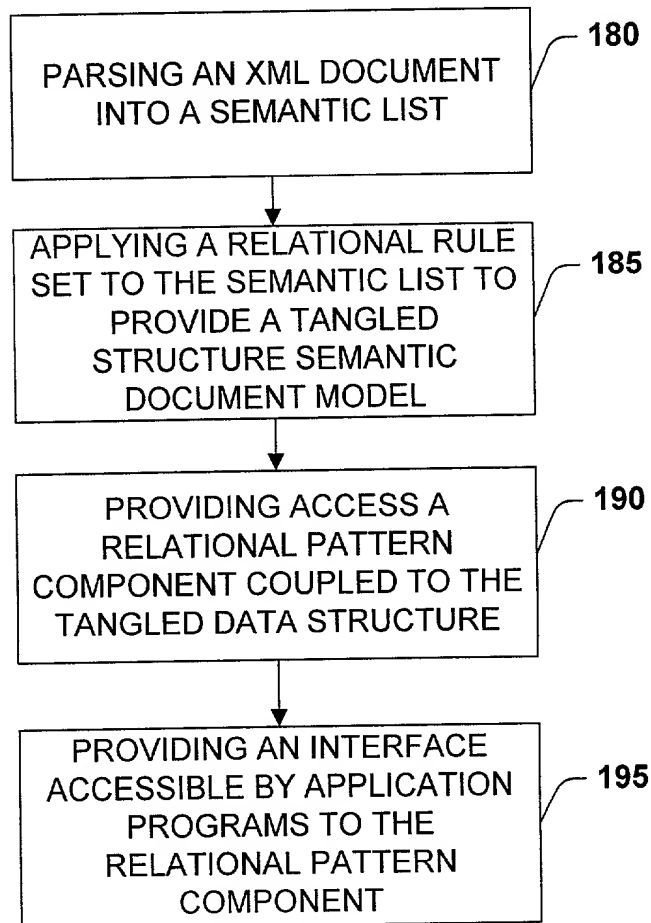 PARSING AN XML DOCUMENT
INTO A SEMANTIC LIST
180
APPLYING A RELATIONAL RULE
SET TO THE SEMANTIC LIST TO
PROVIDE A TANGLED
STRUCTURE SEMANTIC
DOCUMENT MODEL
185
PROVIDING ACCESS A
RELATIONAL PATTERN
COMPONENT COUPLED TO THE
TANGLED DATA STRUCTURE
190
PROVIDING AN INTERFACE
ACCESSIBLE BY APPLICATION
PROGRAMS TO THE
RELATIONAL PATTERN
COMPONENT
195